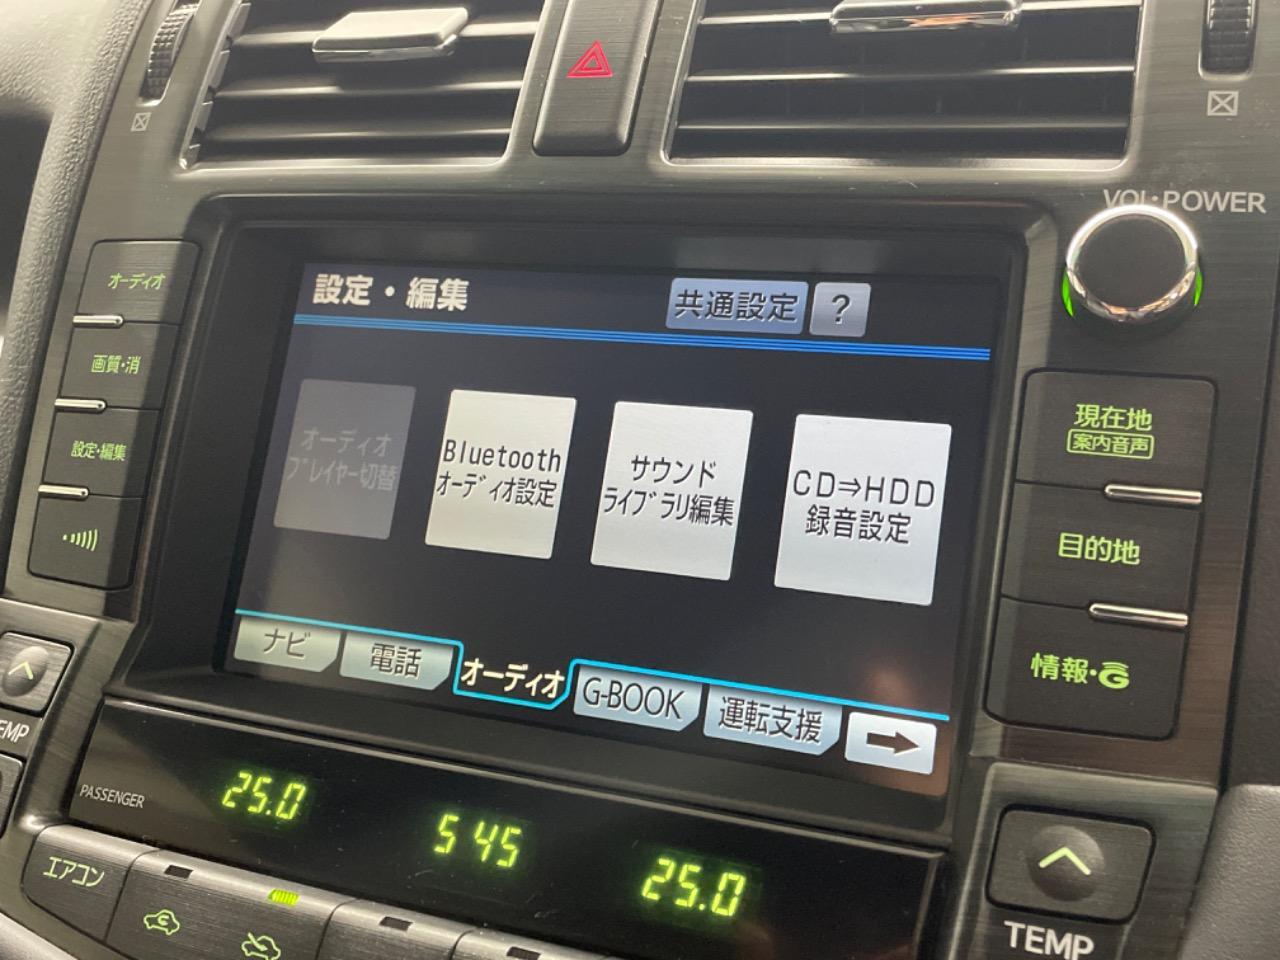 VOL・POWER
オーディオ
画質・消
設定・編集
設定・編集
共通設定
?
オーディオ
プレイヤー切替
Bluetooth
オーディオ設定
サウンド
ライブラリ編集
CD⇒HDD
録音設定
ナビ
電話
オーディオ
G-BOOK
運転支援
→
現在地
案内音声
目的地
情報・G
TEMP
PASSENGER
25.0
5 45
25.0
エアコン
TEMP